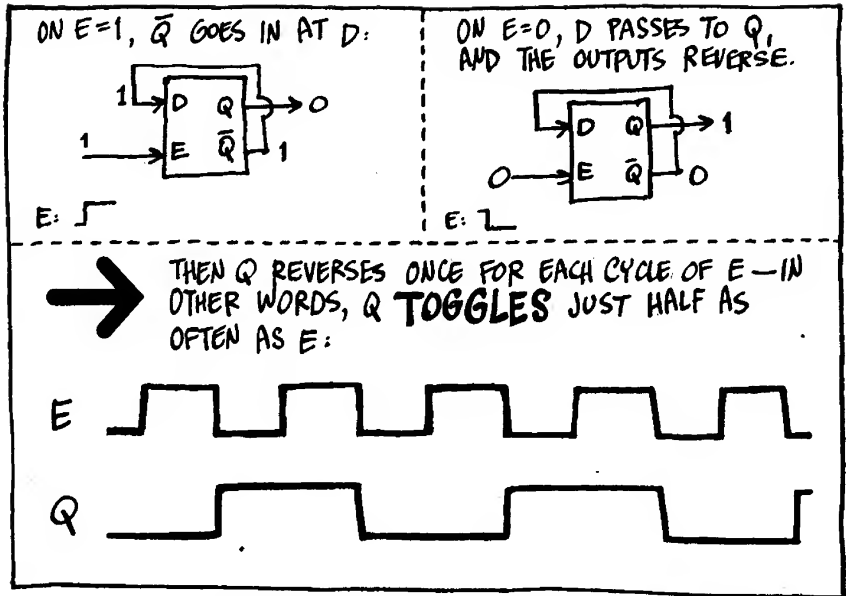 ON E=1, Q̅ GOES IN AT D:
1
D Q
0
1
E Q̅
1
E:
ON E=0, D PASSES TO Q,
AND THE OUTPUTS REVERSE.
D Q
1
0
E Q̅
0
E:
THEN Q REVERSES ONCE FOR EACH CYCLE OF E — IN
OTHER WORDS, Q TOGGLES JUST HALF AS
OFTEN AS E:
E
Q